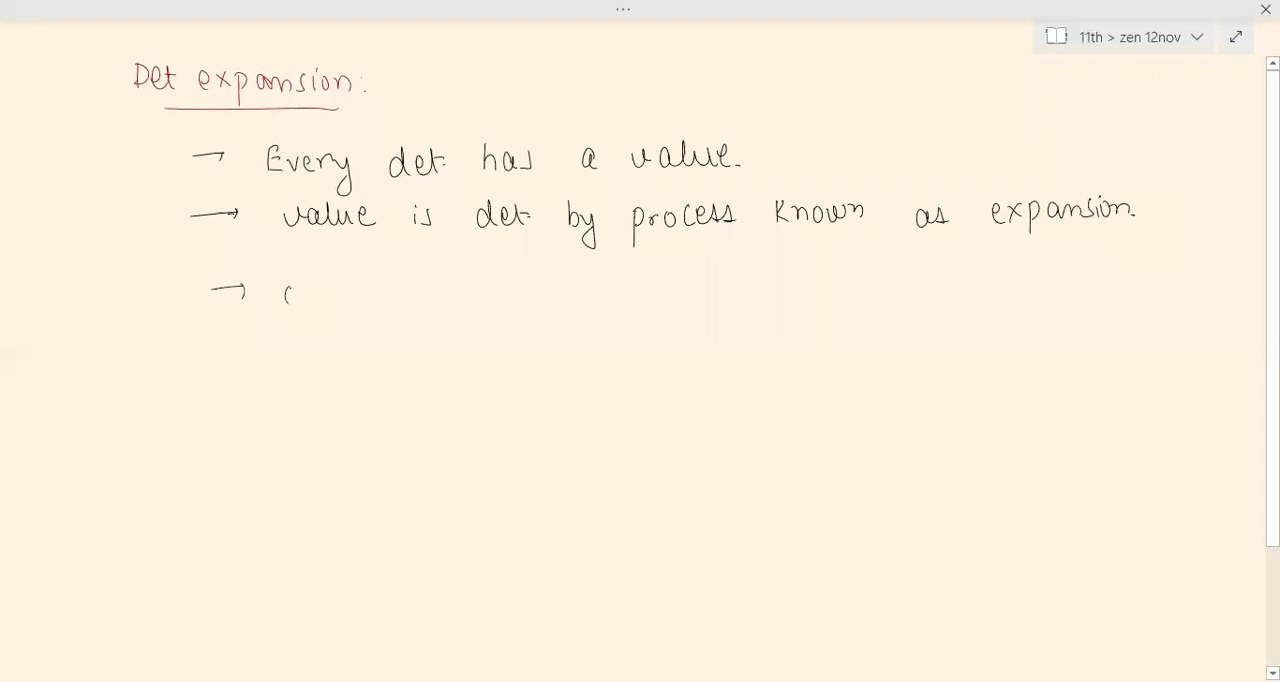 ...
11th > zen 12nov
Det expansion:
→ Every det has a value.
→ value is det by process known as expansion.
→ (